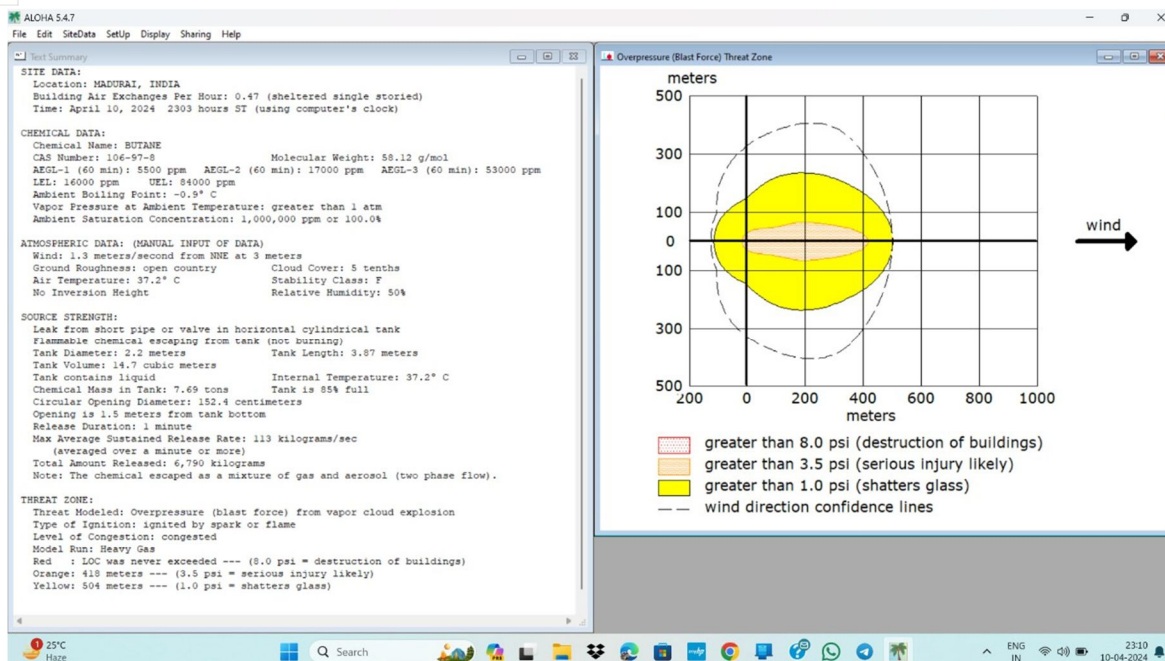 ALOHA 5.4.7
File Edit SiteData SetUp Display Sharing Help
Text Summary
SITE DATA:
Location: MADURAI, INDIA
Building Air Exchanges Per Hour: 0.47 (sheltered single storied)
Time: April 10, 2024 2303 hours ST (using computer's clock)
CHEMICAL DATA:
Chemical Name: BUTANE
CAS Number: 106-97-8 Molecular Weight: 58.12 g/mol
AEGL-1 (60 min): 5500 ppm AEGL-2 (60 min): 17000 ppm AEGL-3 (60 min): 53000 ppm
LEL: 16000 ppm UEL: 84000 ppm
Ambient Boiling Point: -0.9° C
Vapor Pressure at Ambient Temperature: greater than 1 atm
Ambient Saturation Concentration: 1,000,000 ppm or 100.0%
ATMOSPHERIC DATA: (MANUAL INPUT OF DATA)
Wind: 1.3 meters/second from NNE at 3 meters
Ground Roughness: open country Cloud Cover: 5 tenths
Air Temperature: 37.2° C Stability Class: F
No Inversion Height Relative Humidity: 50%
SOURCE STRENGTH:
Leak from short pipe or valve in horizontal cylindrical tank
Flammable chemical escaping from tank (not burning)
Tank Diameter: 2.2 meters Tank Length: 3.87 meters
Tank Volume: 14.7 cubic meters
Tank contains liquid Internal Temperature: 37.2° C
Chemical Mass in Tank: 7.69 tons Tank is 85% full
Circular Opening Diameter: 152.4 centimeters
Opening is 1.5 meters from tank bottom
Release Duration: 1 minute
Max Average Sustained Release Rate: 113 kilograms/sec
(averaged over a minute or more)
Total Amount Released: 6,790 kilograms
Note: The chemical escaped as a mixture of gas and aerosol (two phase flow).
THREAT ZONE:
Threat Modeled: Overpressure (blast force) from vapor cloud explosion
Type of Ignition: ignited by spark or flame
Level of Congestion: congested
Model Run: Heavy Gas
Red : LOC was never exceeded --- (8.0 psi = destruction of buildings)
Orange: 418 meters --- (3.5 psi = serious injury likely)
Yellow: 504 meters --- (1.0 psi = shatters glass)
Overpressure (Blast Force) Threat Zone
meters
500
300
100
0
100
300
500
200 0 200 400 600 800 1000
meters
wind
greater than 8.0 psi (destruction of buildings)
greater than 3.5 psi (serious injury likely)
greater than 1.0 psi (shatters glass)
wind direction confidence lines
1
25°C
Haze
Search
PRE
ENG
IN
23:10
10-04-2024